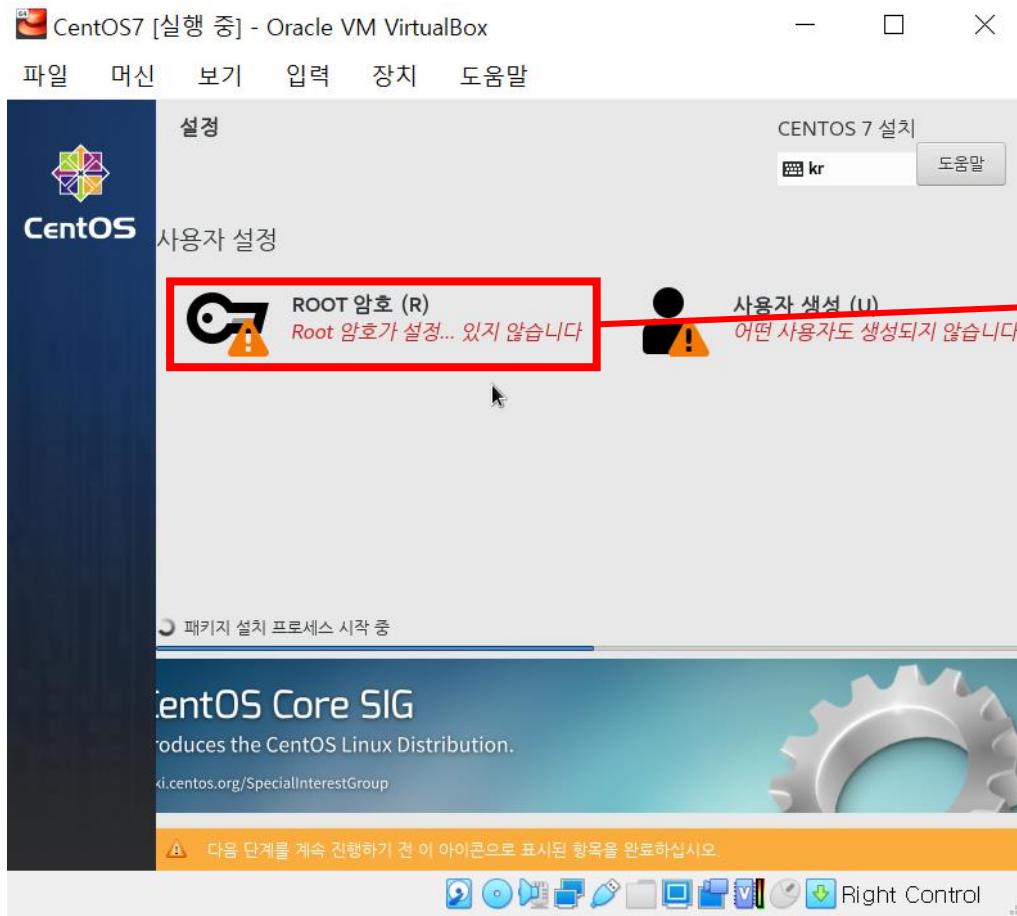 CentOS7 [실행 중] - Oracle VM VirtualBox
파일 머신 보기 입력 장치 도움말
설정
CENTOS 7 설치
kr
도움말
CentOS
사용자 설정
ROOT 암호 (R)
Root 암호가 설정... 있지 않습니다
사용자 생성 (U)
어떤 사용자도 생성되지 않습니다
패키지 설치 프로세스 시작 중
entOS Core SIG
oduces the CentOS Linux Distribution.
ki.centos.org/SpecialInterestGroup
다음 단계를 계속 진행하기 전 이 아이콘으로 표시된 항목을 완료하십시오.
Right Control